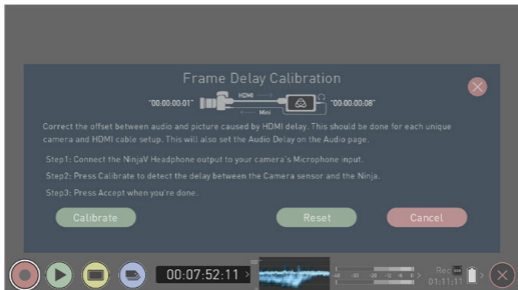 Frame Delay Calibration
HDMI
"00:00:00:01"
"00:00:00:08"
Mini
Correct the offset between audio and picture caused by HDMI delay. This should be done for each unique
camera and HDMI cable setup. This will also set the Audio Delay on the Audio page.
Step1: Connect the NinjaV Headphone output to your camera's Microphone input.
Step2: Press Calibrate to detect the delay between the Camera sensor and the Ninja.
Step3: Press Accept when you're done.
Calibrate
Reset
Cancel
00:07:52:11
Rec
01:11:11